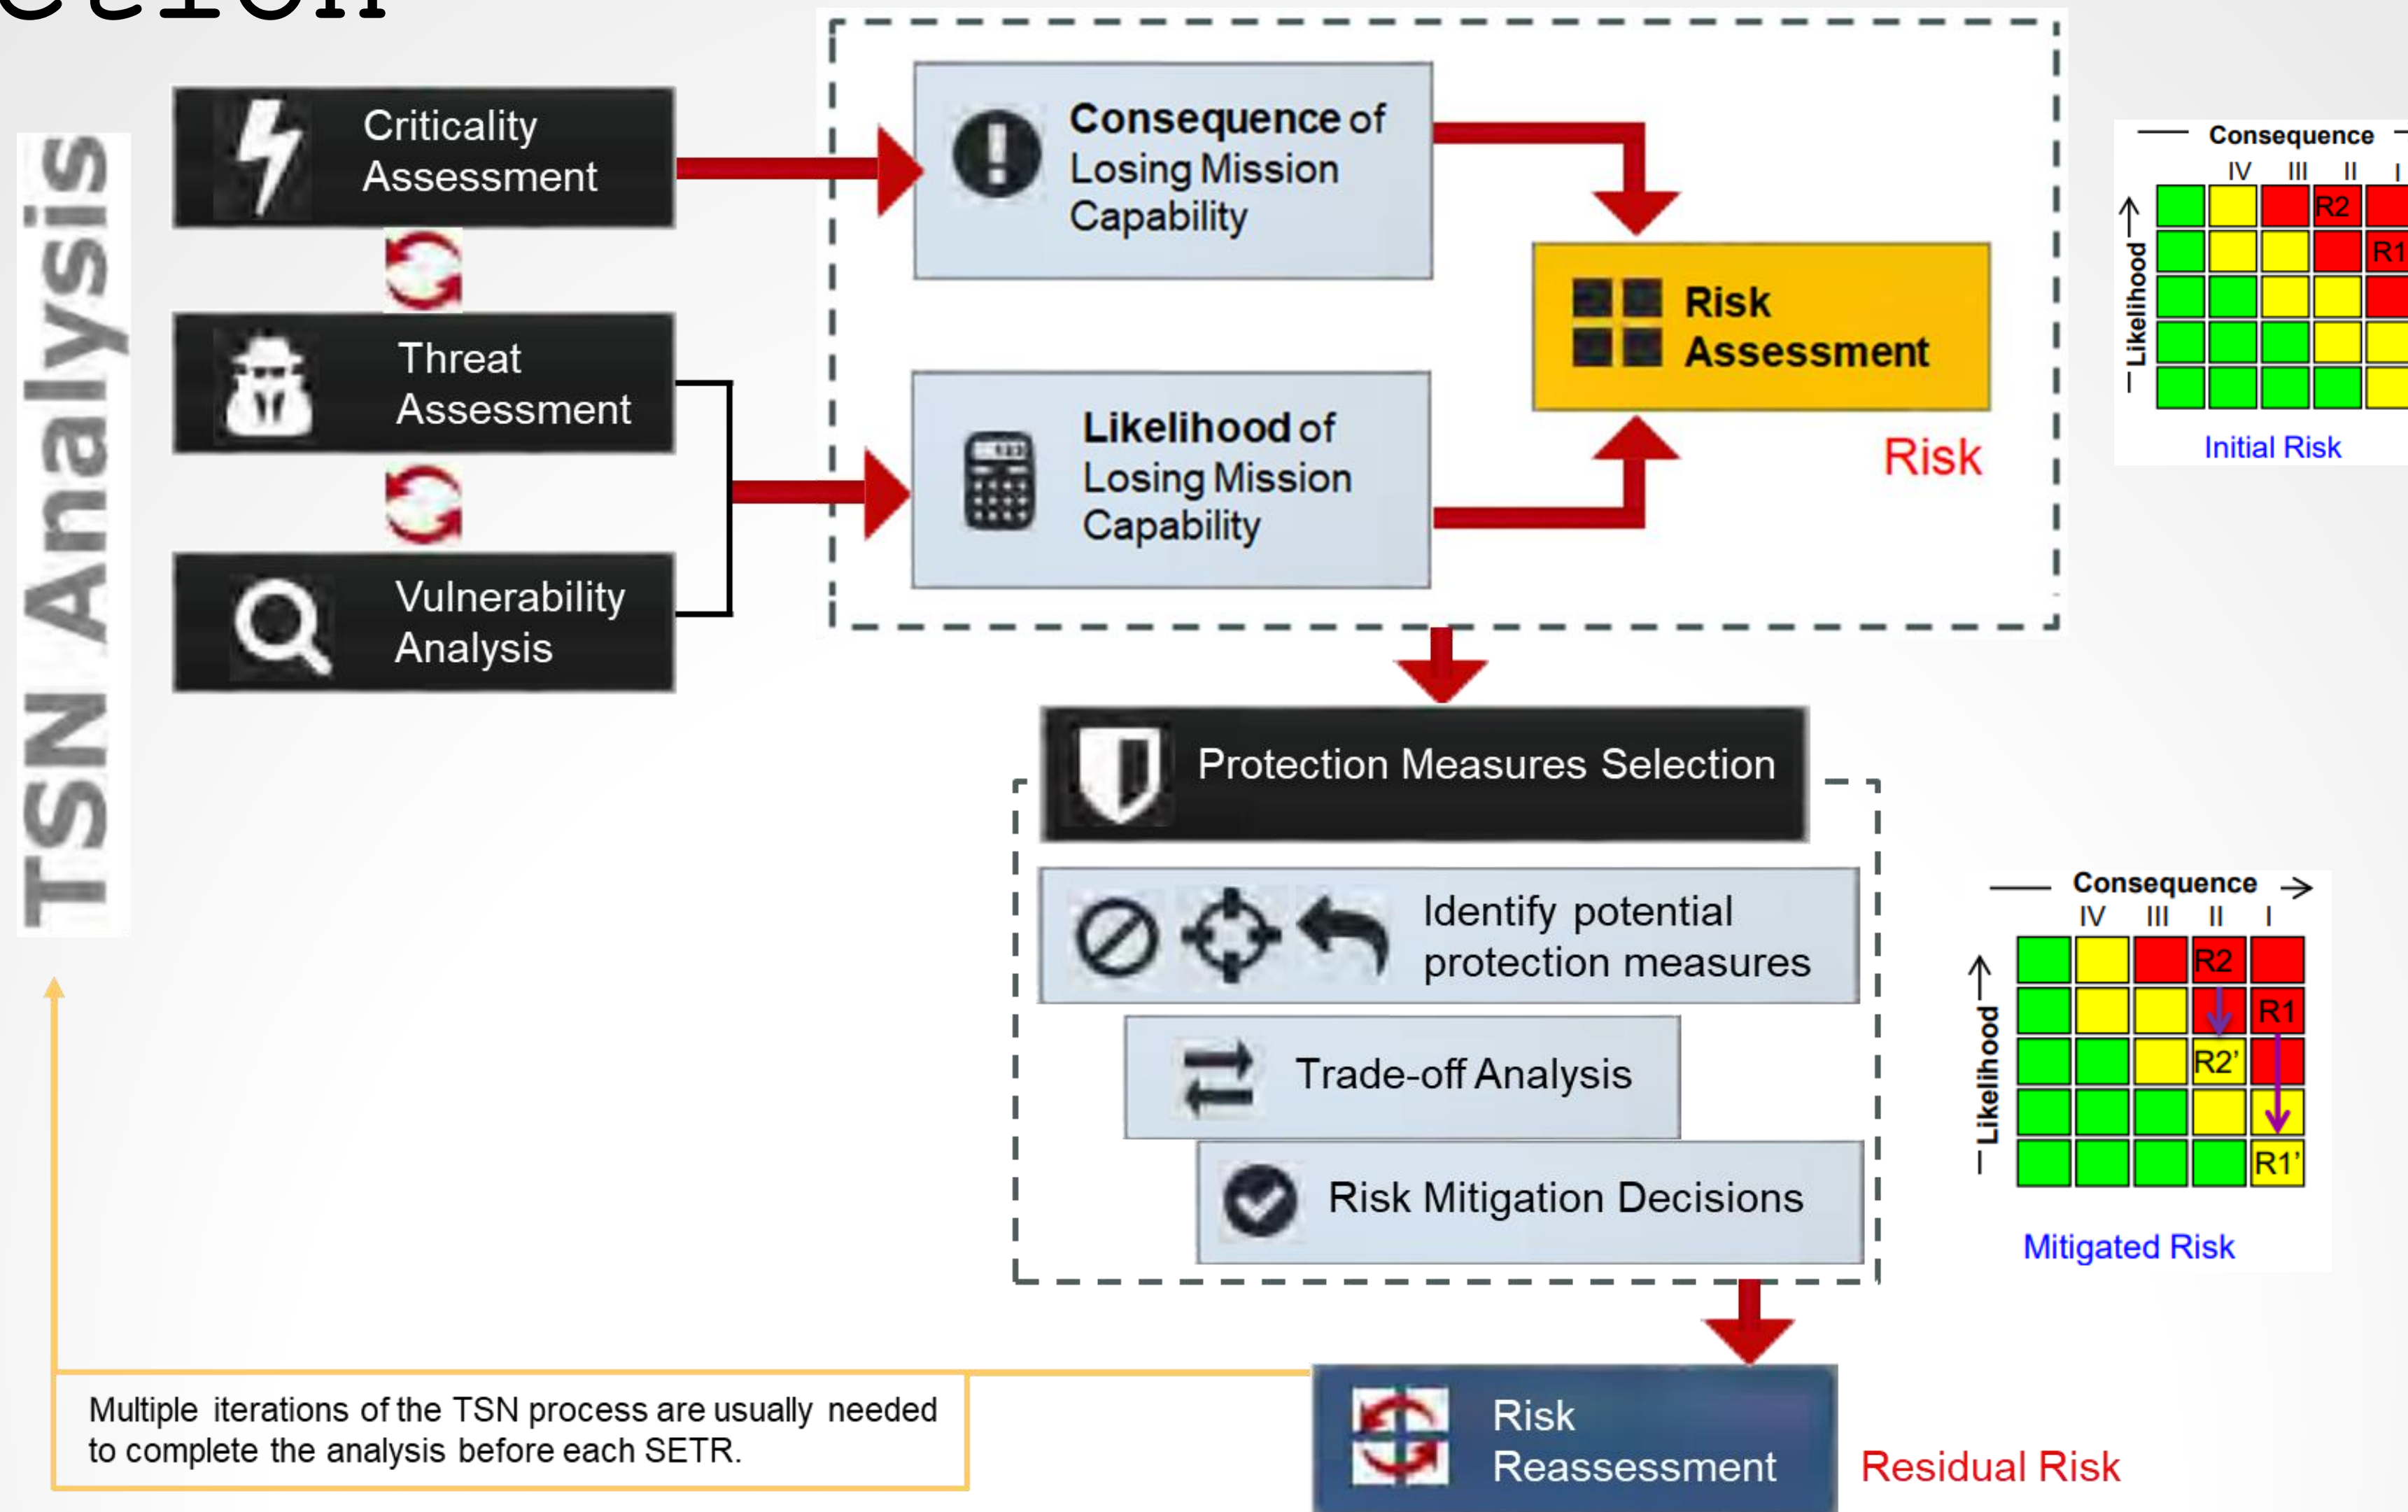 TSN Analysis
Criticality
Assessment
Threat
Assessment
Vulnerability
Analysis
Consequence of
Losing Mission
Capability
Likelihood of
Losing Mission
Capability
Risk
Assessment
Risk
Consequence
IV III II I
Likelihood
R2
R1
Initial Risk
Protection Measures Selection
Identify potential
protection measures
Trade-off Analysis
Risk Mitigation Decisions
Consequence
IV III II I
Likelihood
R2
R1
R2'
R1'
Mitigated Risk
Multiple iterations of the TSN process are usually needed
to complete the analysis before each SETR.
Risk
Reassessment
Residual Risk